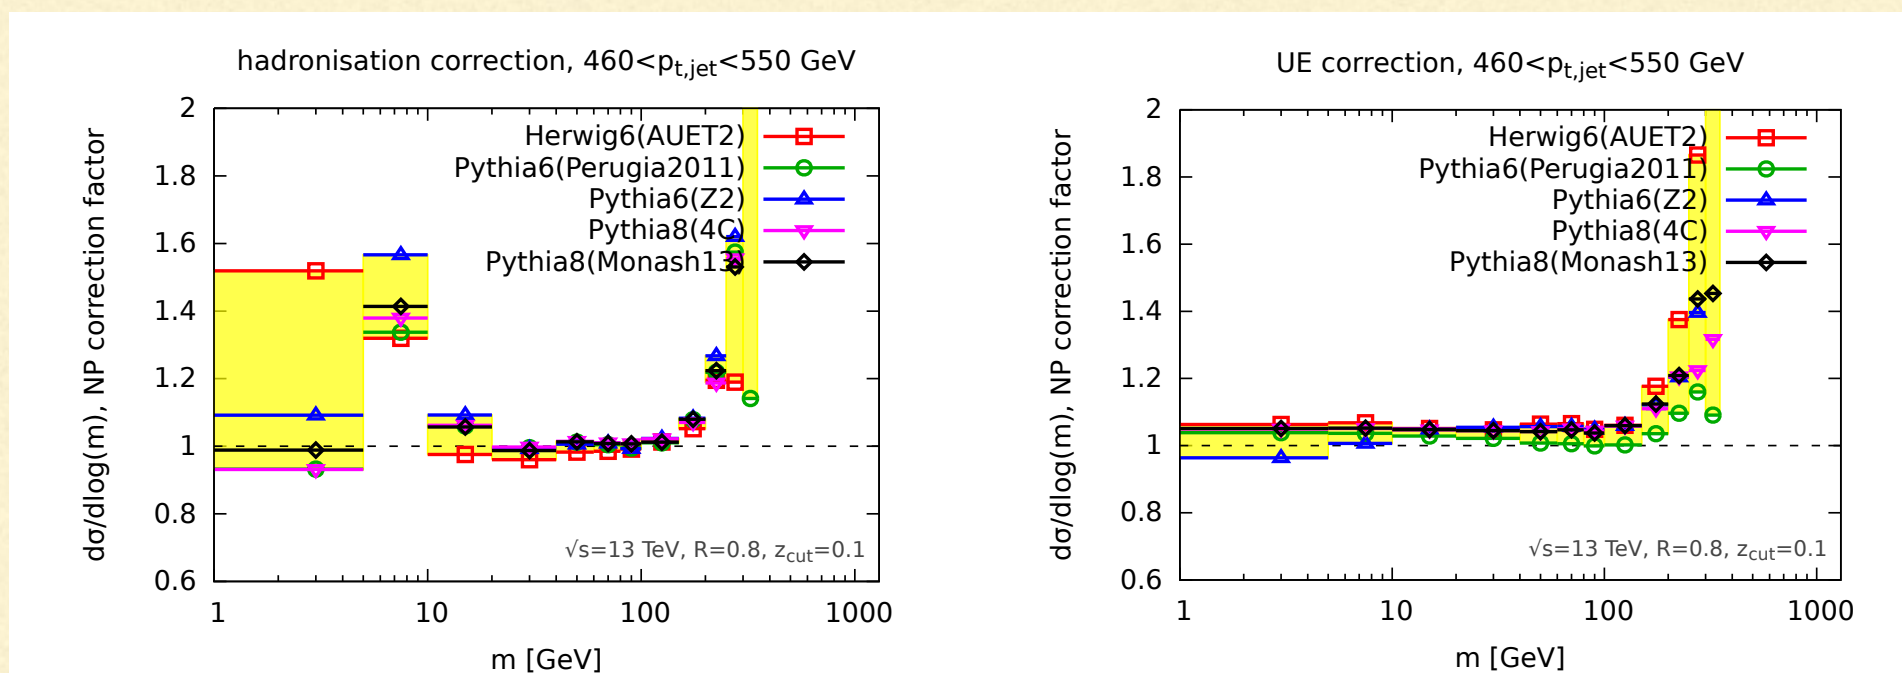 hadronisation correction, 460<p_t,jet<550 GeV
dσ/dlog(m), NP correction factor
2
1.8
1.6
1.4
1.2
1
0.8
0.6
Herwig6(AUET2)
Pythia6(Perugia2011)
Pythia6(Z2)
Pythia8(4C)
Pythia8(Monash13)
√s=13 TeV, R=0.8, z_cut=0.1
1 10 100 1000
m [GeV]
UE correction, 460<p_t,jet<550 GeV
dσ/dlog(m), NP correction factor
2
1.8
1.6
1.4
1.2
1
0.8
0.6
Herwig6(AUET2)
Pythia6(Perugia2011)
Pythia6(Z2)
Pythia8(4C)
Pythia8(Monash13)
√s=13 TeV, R=0.8, z_cut=0.1
1 10 100 1000
m [GeV]